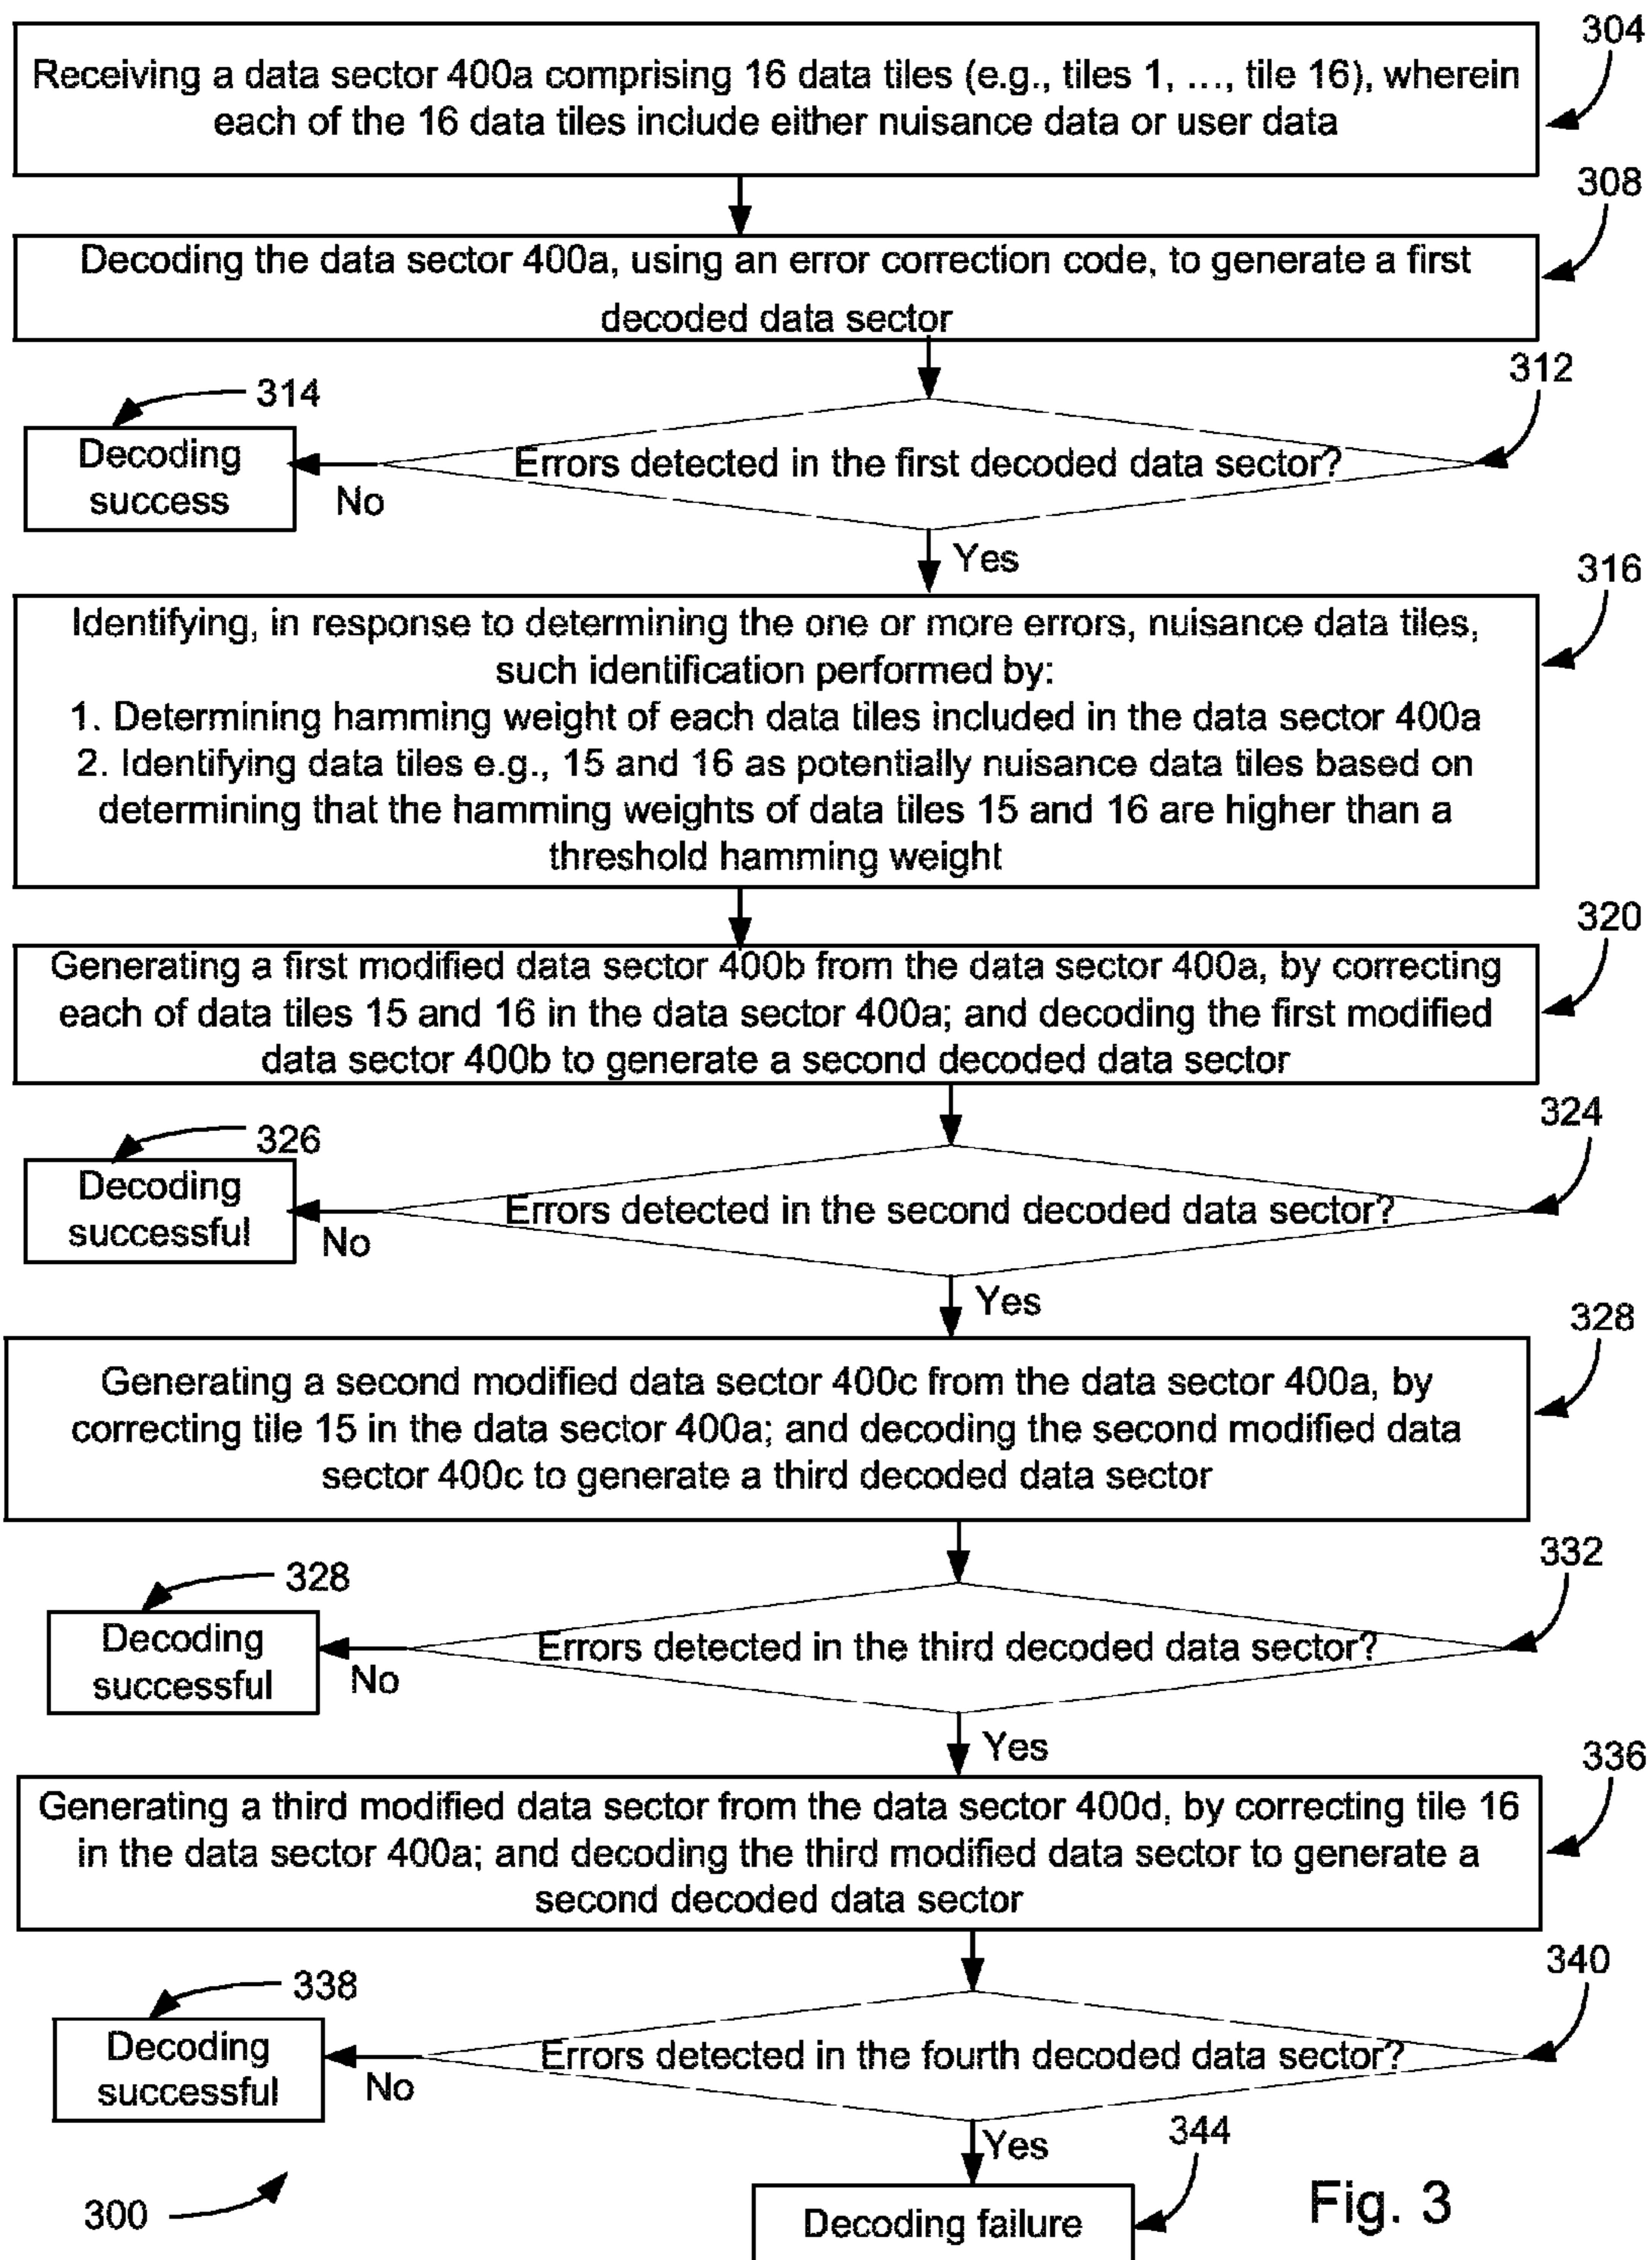 304
Receiving a data sector 400a comprising 16 data tiles (e.g., tiles 1, ..., tile 16), wherein
each of the 16 data tiles include either nuisance data or user data
308
Decoding the data sector 400a, using an error correction code, to generate a first
decoded data sector
312
314
Decoding
success
No
Errors detected in the first decoded data sector?
Yes
316
Identifying, in response to determining the one or more errors, nuisance data tiles,
such identification performed by:
1. Determining hamming weight of each data tiles included in the data sector 400a
2. Identifying data tiles e.g., 15 and 16 as potentially nuisance data tiles based on
determining that the hamming weights of data tiles 15 and 16 are higher than a
threshold hamming weight
320
Generating a first modified data sector 400b from the data sector 400a, by correcting
each of data tiles 15 and 16 in the data sector 400a; and decoding the first modified
data sector 400b to generate a second decoded data sector
324
326
Decoding
successful
No
Errors detected in the second decoded data sector?
Yes
328
Generating a second modified data sector 400c from the data sector 400a, by
correcting tile 15 in the data sector 400a; and decoding the second modified data
sector 400c to generate a third decoded data sector
332
328
Decoding
successful
No
Errors detected in the third decoded data sector?
Yes
336
Generating a third modified data sector from the data sector 400d, by correcting tile 16
in the data sector 400a; and decoding the third modified data sector to generate a
second decoded data sector
340
338
Decoding
successful
No
Errors detected in the fourth decoded data sector?
Yes
344
Decoding failure
300
Fig. 3